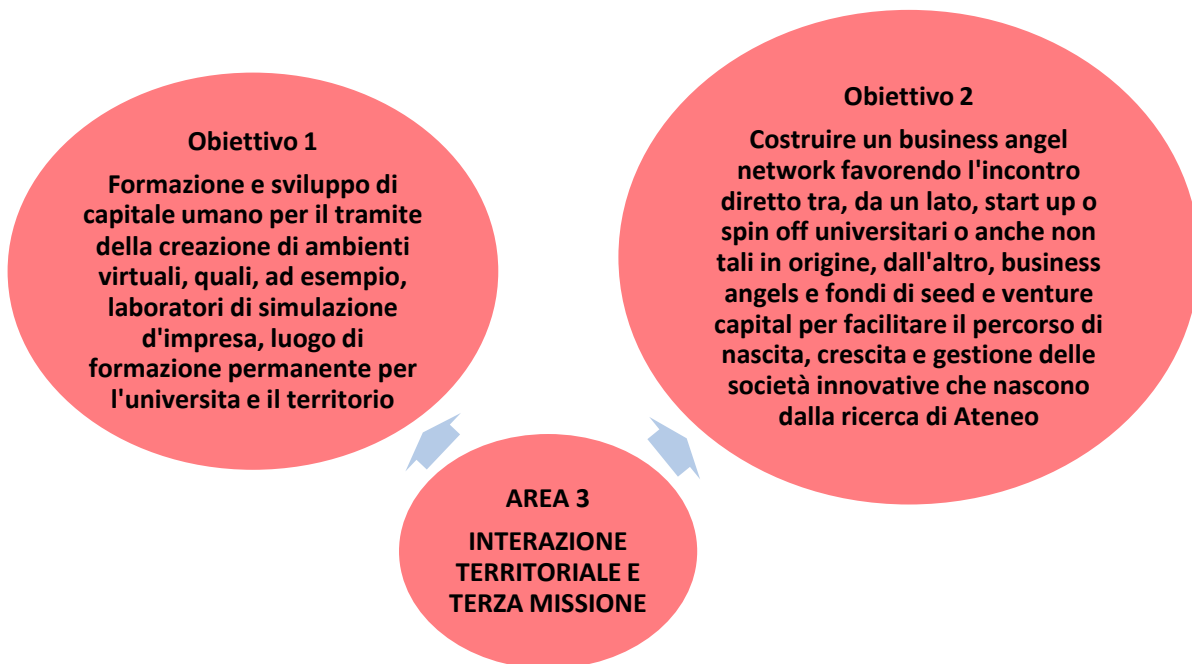 Obiettivo 1
Formazione e sviluppo di
capitale umano per il tramite
della creazione di ambienti
virtuali, quali, ad esempio,
laboratori di simulazione
d'impresa, luogo di
formazione permanente per
l'universita e il territorio
Obiettivo 2
Costruire un business angel
network favorendo l'incontro
diretto tra, da un lato, start up o
spin off universitari o anche non
tali in origine, dall'altro, business
angels e fondi di seed e venture
capital per facilitare il percorso di
nascita, crescita e gestione delle
società innovative che nascono
dalla ricerca di Ateneo
AREA 3
INTERAZIONE
TERRITORIALE E
TERZA MISSIONE